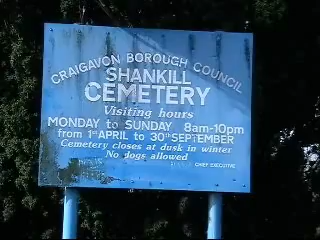 CRAIGAVON BOROUGH COUNCIL
SHANKILL
CEMETERY
Visiting hours
MONDAY to SUNDAY 8am-10pm
from 1st APRIL to 30th SEPTEMBER
Cemetery closes at dusk in winter
No dogs allowed
CHIEF EXECUTIVE